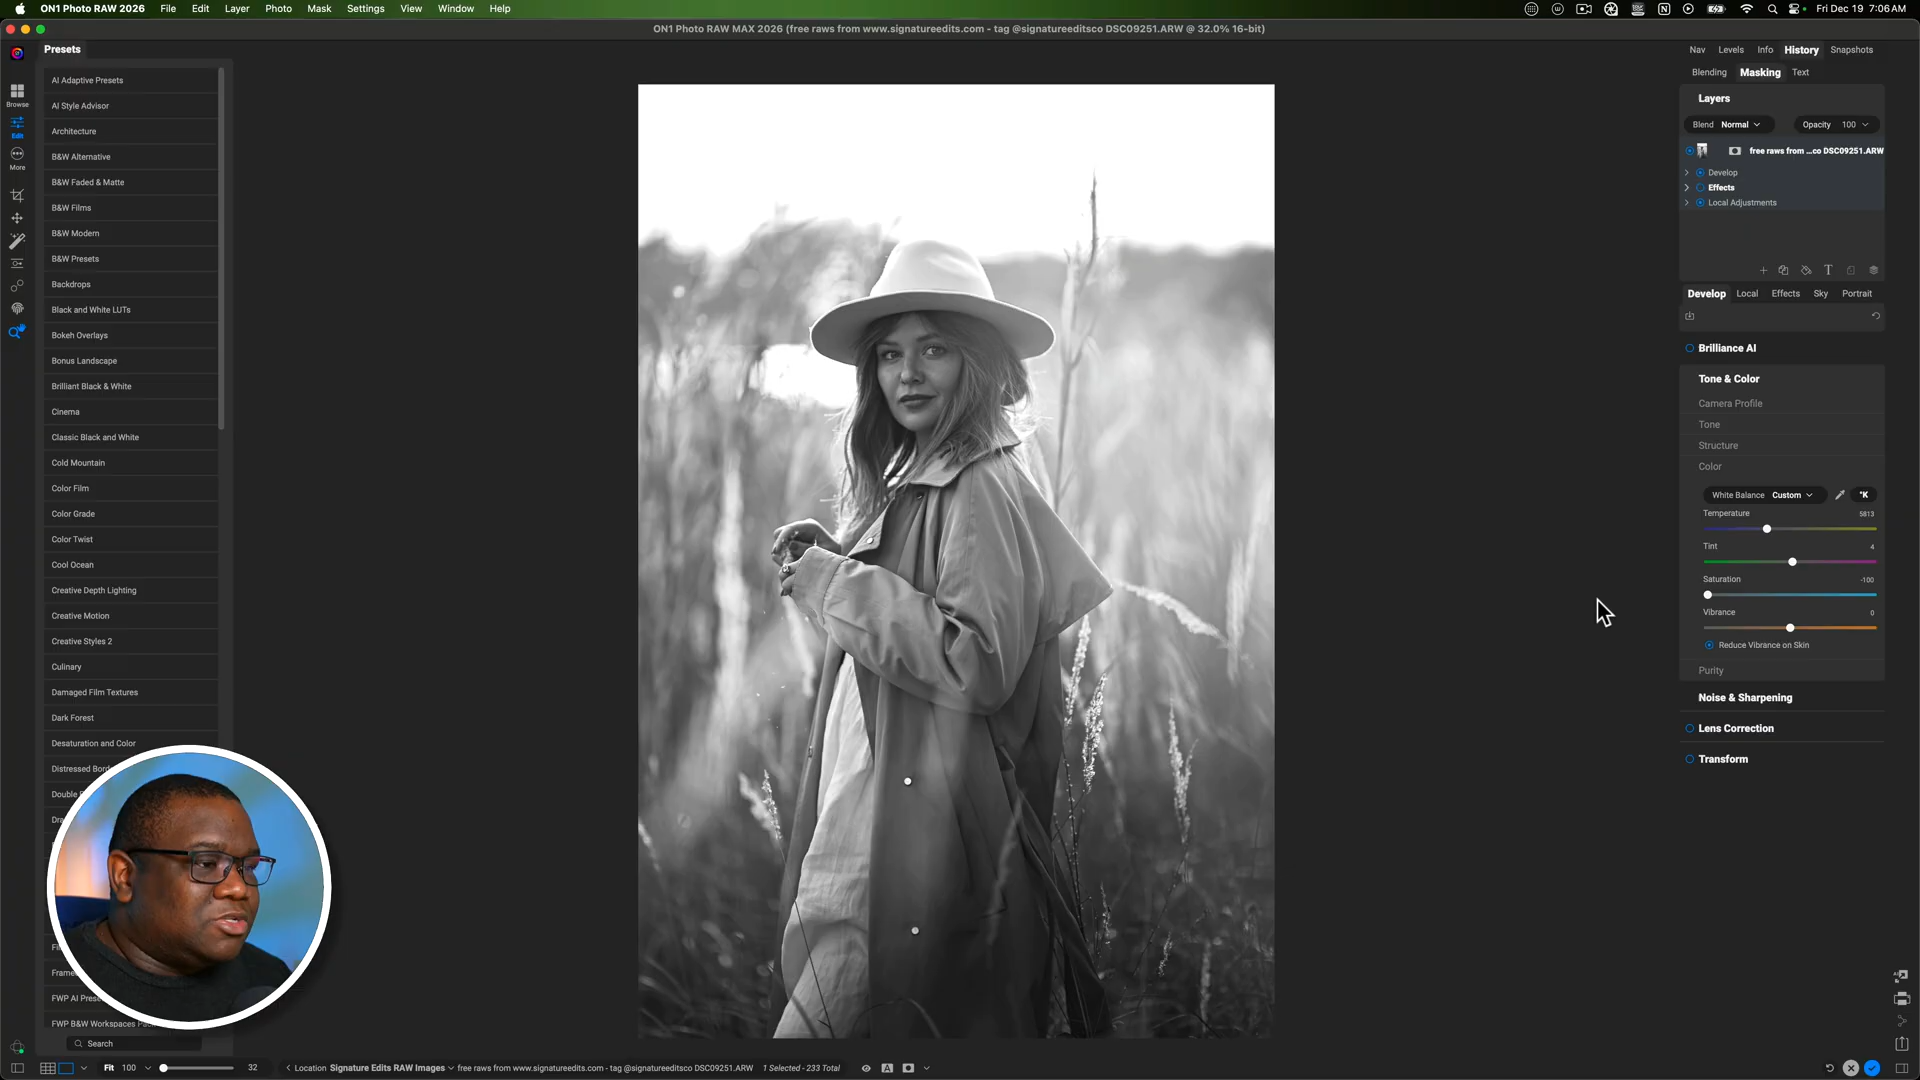 ON1 Photo RAW 2026 File Edit Layer Photo Mask Settings View Window Help Fri Dec 19 7:06 AM
ON1 Photo RAW MAX 2026 (free raws from www.signatureedits.com - tag @signatureeditsco DSC09251.ARW @ 32.0% 16-bit)
Presets
Browse
Edit
More
AI Adaptive Presets
AI Style Advisor
Architecture
B&W Alternative
B&W Faded & Matte
B&W Films
B&W Modern
B&W Presets
Backdrops
Black and White LUTs
Bokeh Overlays
Bonus Landscape
Brilliant Black & White
Cinema
Classic Black and White
Cold Mountain
Color Film
Color Grade
Color Twist
Cool Ocean
Creative Depth Lighting
Creative Motion
Creative Styles 2
Culinary
Damaged Film Textures
Dark Forest
Desaturation and Color
Distressed
Double
FWP AI
FWP B&W Workspaces
Search
Nav Levels Info History Snapshots
Blending Masking Text
Layers
Blend Normal Opacity 100
free raws from ...co DSC09251.ARW
Develop
Effects
Local Adjustments
Develop Local Effects Sky Portrait
Brilliance AI
Tone & Color
Camera Profile
Tone
Structure
Color
White Balance Custom °K
Temperature 5813
Tint 4
Saturation -100
Vibrance 0
Reduce Vibrance on Skin
Purity
Noise & Sharpening
Lens Correction
Transform
Fit 100 32 Location Signature Edits RAW Images free raws from www.signatureedits.com - tag @signatureeditsco DSC09251.ARW 1 Selected - 233 Total A